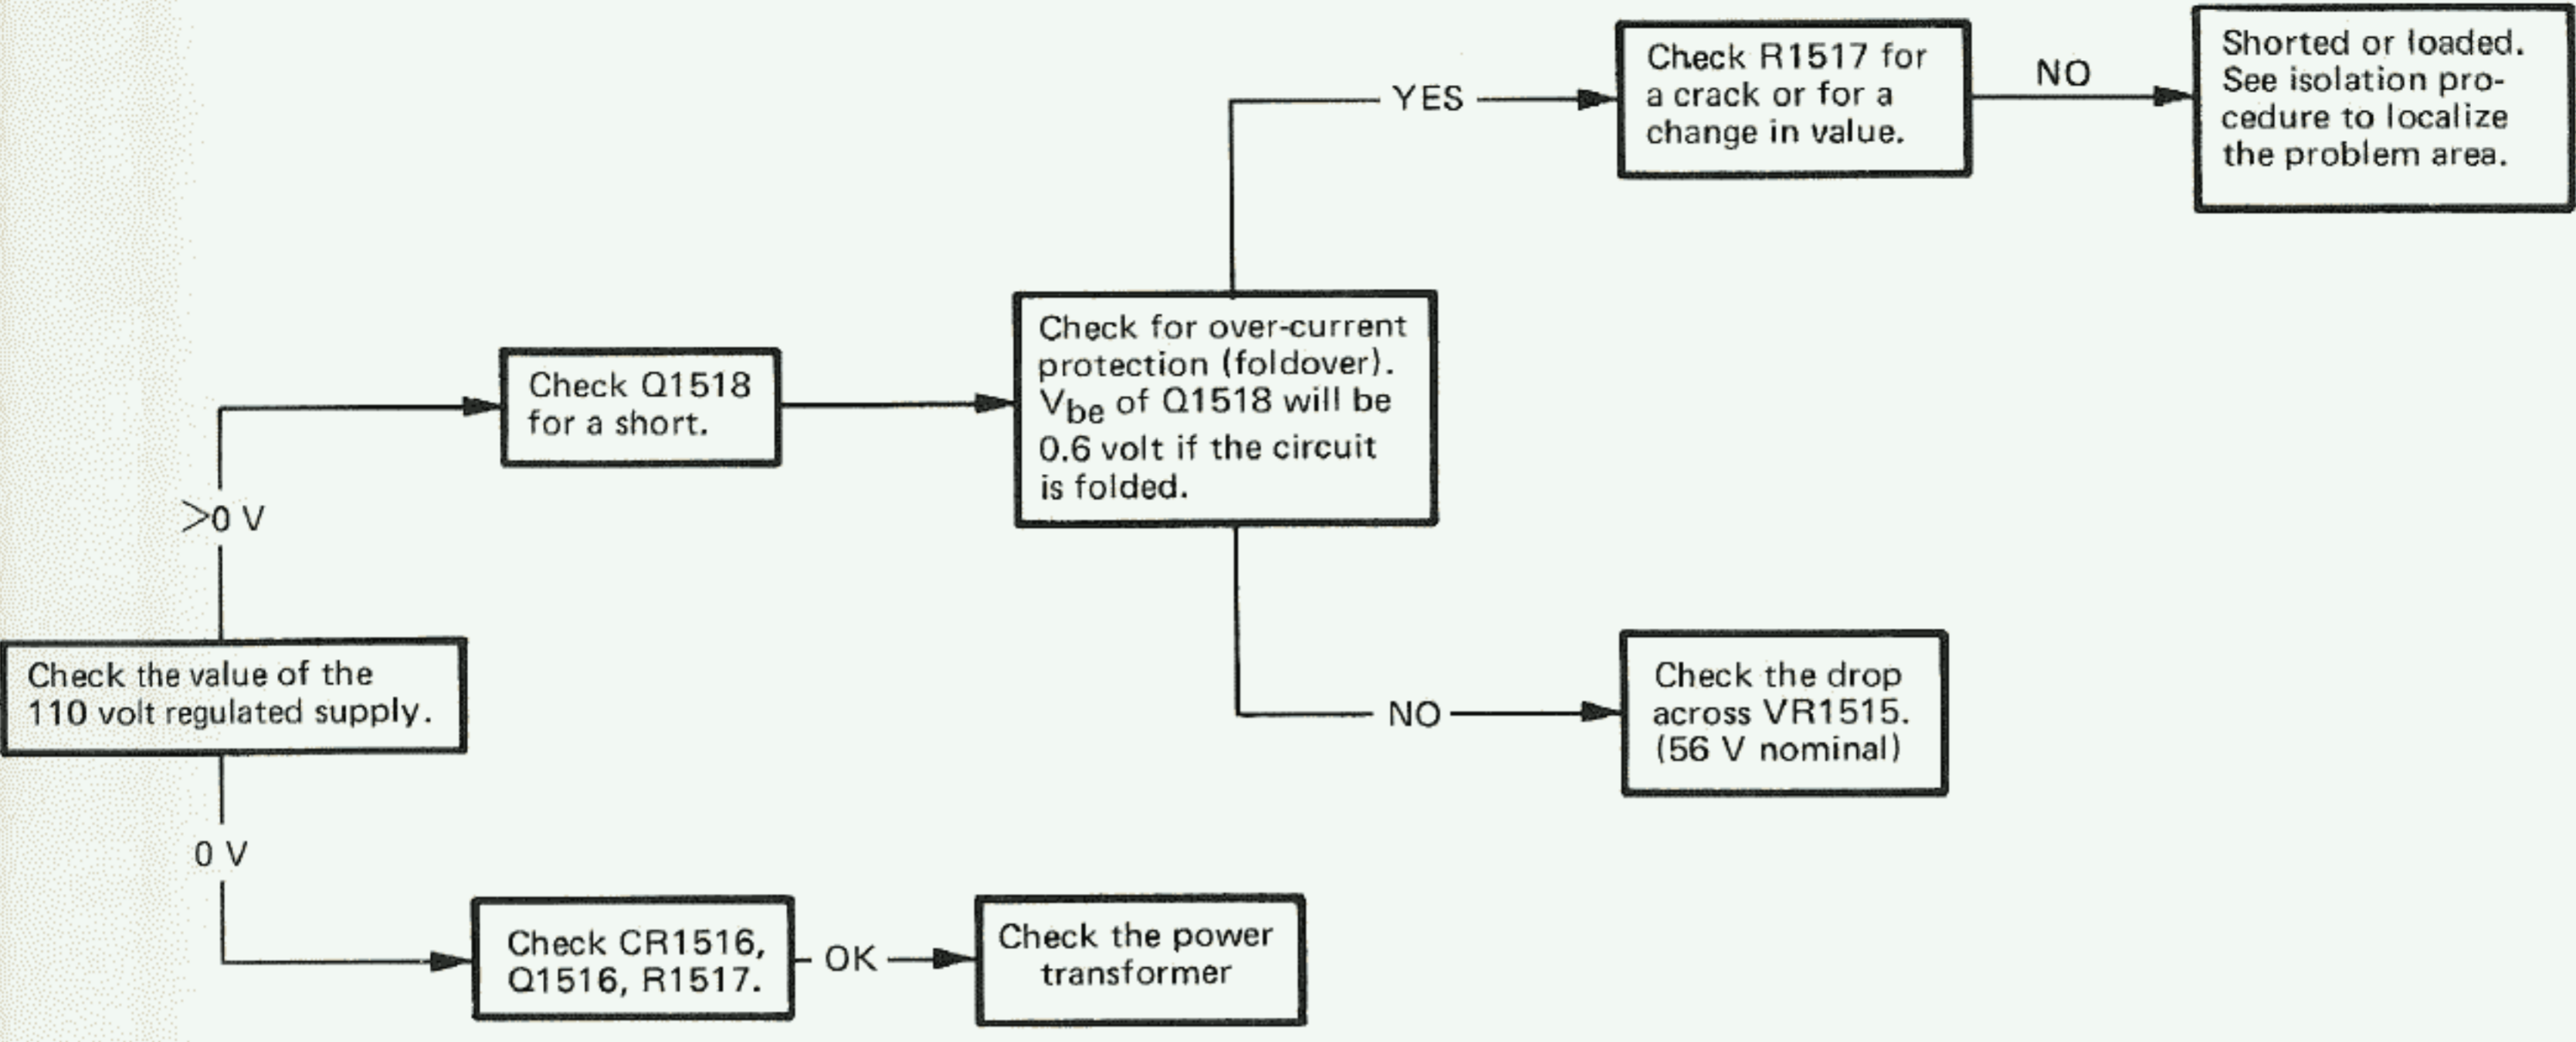 Check R1517 for
a crack or for a
change in value.
Shorted or loaded.
See isolation pro-
cedure to localize
the problem area.
YES
NO
Check for over-current
protection (foldover).
Vbe of Q1518 will be
0.6 volt if the circuit
is folded.
Check Q1518
for a short.
>0 V
Check the value of the
110 volt regulated supply.
NO
Check the drop
across VR1515.
(56 V nominal)
0 V
Check CR1516,
Q1516, R1517.
OK
Check the power
transformer